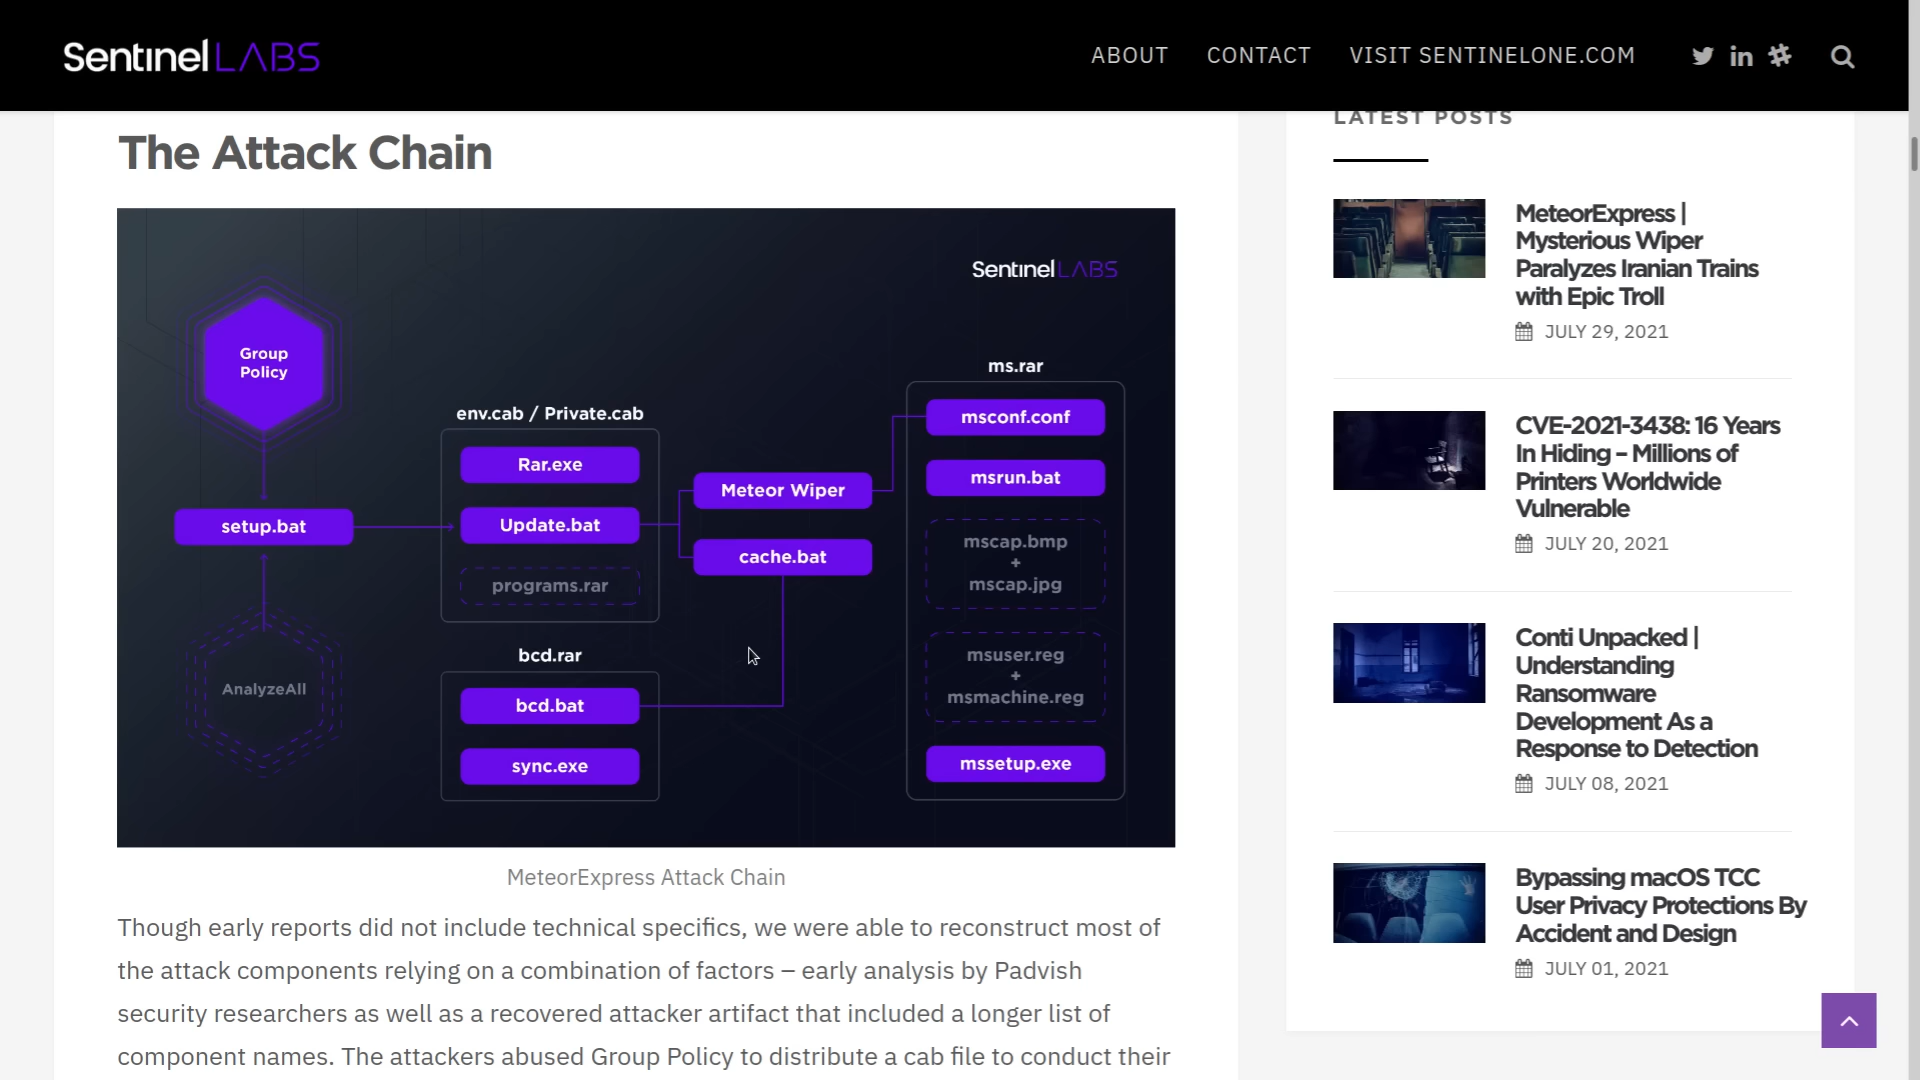 SentinelLABS
ABOUT CONTACT VISIT SENTINELONE.COM
The Attack Chain
SentinelLABS
Group
Policy
setup.bat
AnalyzeAll
env.cab / Private.cab
Rar.exe
Update.bat
programs.rar
bcd.rar
bcd.bat
sync.exe
Meteor Wiper
cache.bat
ms.rar
msconf.conf
msrun.bat
mscap.bmp
+
mscap.jpg
msuser.reg
+
msmachine.reg
mssetup.exe
MeteorExpress Attack Chain
Though early reports did not include technical specifics, we were able to reconstruct most of
the attack components relying on a combination of factors – early analysis by Padvish
security researchers as well as a recovered attacker artifact that included a longer list of
component names. The attackers abused Group Policy to distribute a cab file to conduct their
LATEST POSTS
MeteorExpress |
Mysterious Wiper
Paralyzes Iranian Trains
with Epic Troll
JULY 29, 2021
CVE-2021-3438: 16 Years
In Hiding – Millions of
Printers Worldwide
Vulnerable
JULY 20, 2021
Conti Unpacked |
Understanding
Ransomware
Development As a
Response to Detection
JULY 08, 2021
Bypassing macOS TCC
User Privacy Protections By
Accident and Design
JULY 01, 2021